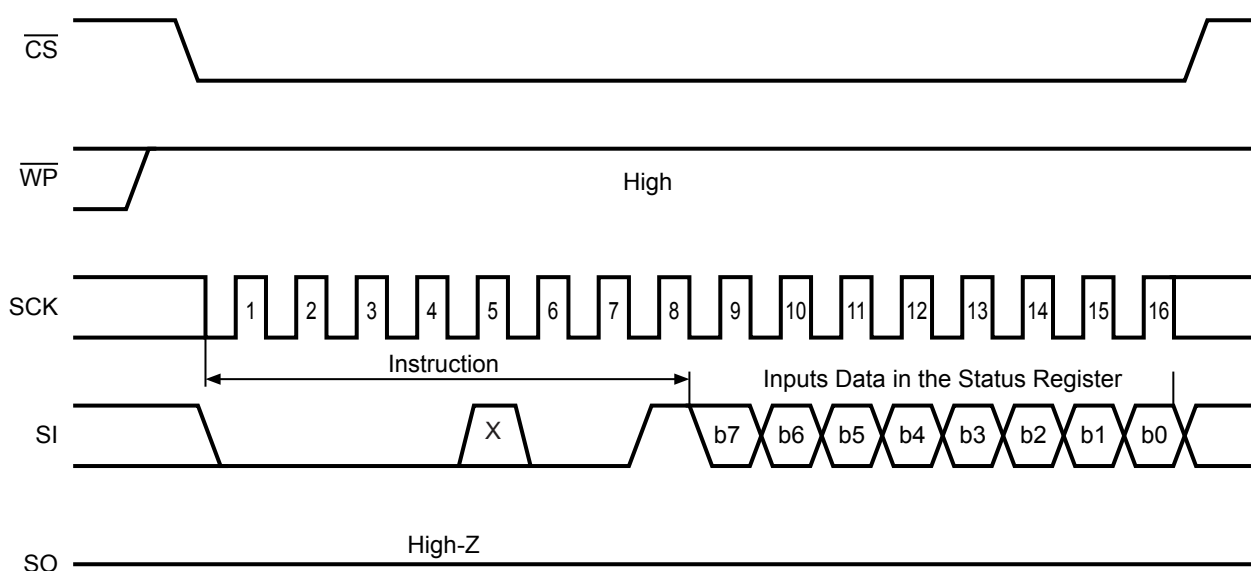 CS
WP
High
SCK
1 2 3 4 5 6 7 8 9 10 11 12 13 14 15 16
Instruction
Inputs Data in the Status Register
SI
X
b7 b6 b5 b4 b3 b2 b1 b0
High-Z
SO